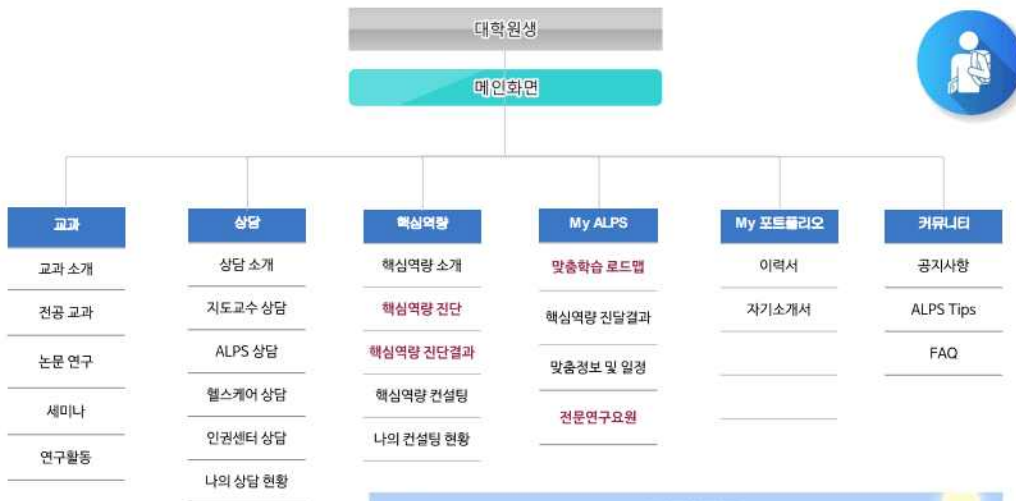 대학원생
메인화면
교과
교과 소개
전공 교과
논문 연구
세미나
연구활동
상담
상담 소개
지도교수 상담
ALPS 상담
헬스케어 상담
인권센터 상담
나의 상담 현황
핵심역량
핵심역량 소개
핵심역량 진단
핵심역량 진단결과
핵심역량 컨설팅
나의 컨설팅 현황
My ALPS
맞춤학습 로드맵
핵심역량 진달결과
맞춤정보 및 일정
전문연구요원
My 포트폴리오
이력서
자기소개서
커뮤니티
공지사항
ALPS Tips
FAQ